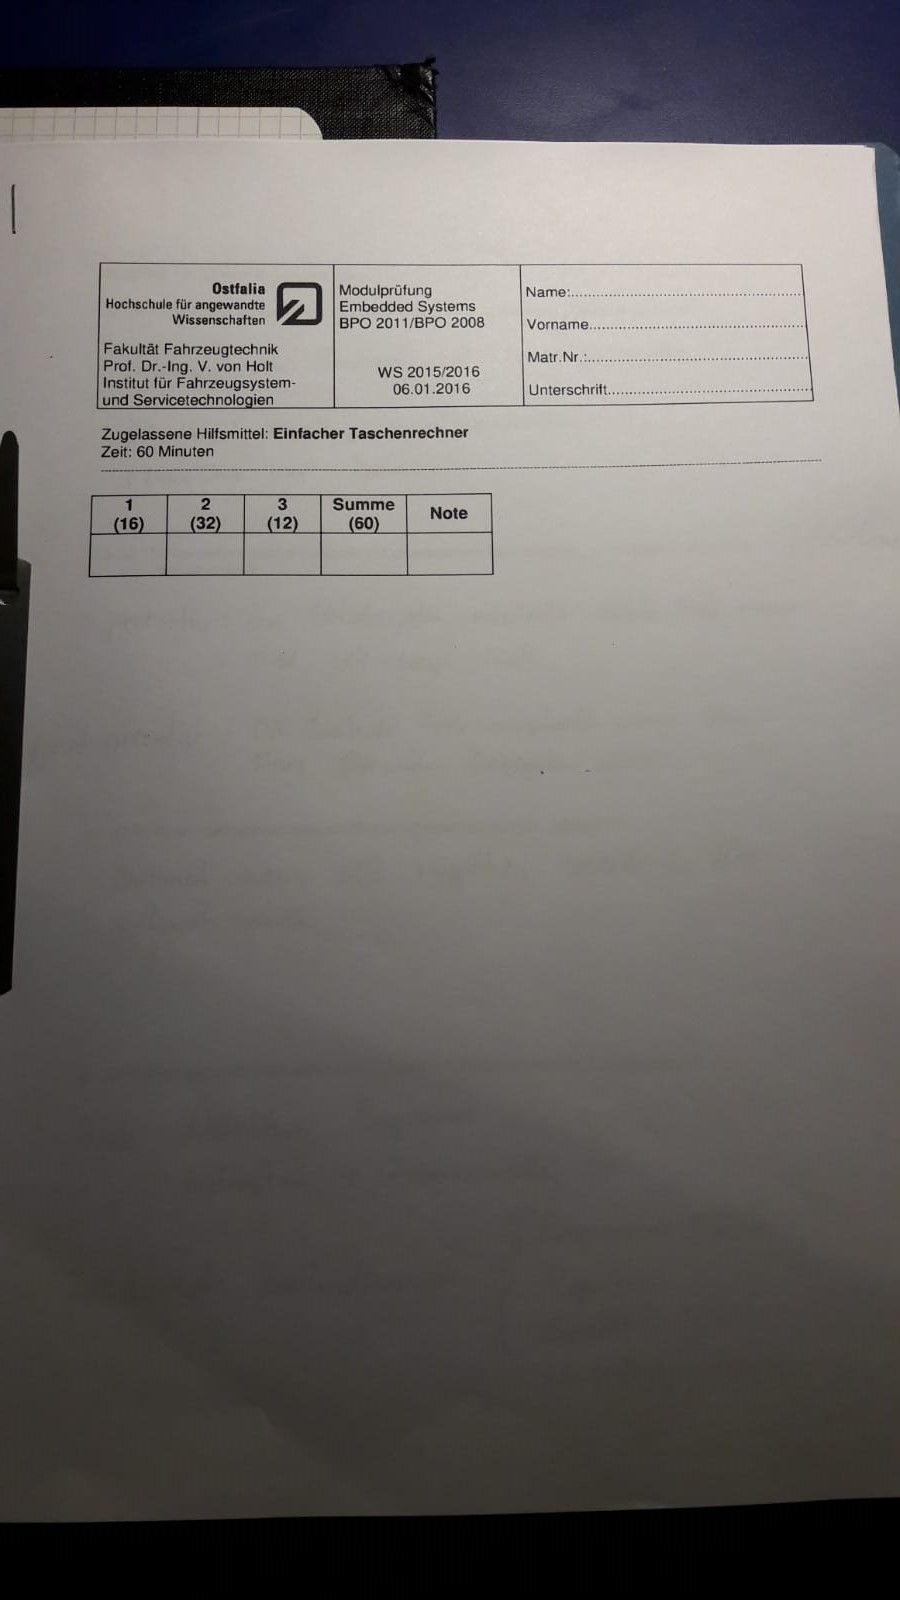 Ostfalia
Hochschule für angewandte
Wissenschaften
Fakultät Fahrzeugtechnik
Prof. Dr.-Ing. V. von Holt
Institut für Fahrzeugsystem-
und Servicetechnologien
Modulprüfung
Embedded Systems
BPO 2011/BPO 2008
WS 2015/2016
06.01.2016
Name:
Vorname
Matr.Nr.:
Unterschrift
Zugelassene Hilfsmittel: Einfacher Taschenrechner
Zeit: 60 Minuten
1 2 3 Summe Note
(16) (32) (12) (60)